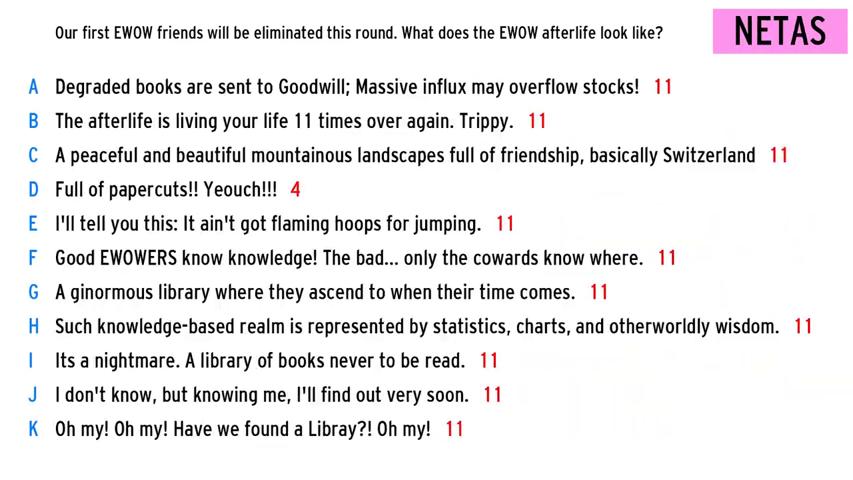 Our first EWOW friends will be eliminated this round. What does the EWOW afterlife look like?
NETAS
A Degraded books are sent to Goodwill; Massive influx may overflow stocks! 11
B The afterlife is living your life 11 times over again. Trippy. 11
C A peaceful and beautiful mountainous landscapes full of friendship, basically Switzerland 11
D Full of papercuts!! Yeouch!!! 4
E I'll tell you this: It ain't got flaming hoops for jumping. 11
F Good EWOWERS know knowledge! The bad... only the cowards know where. 11
G A ginormous library where they ascend to when their time comes. 11
H Such knowledge-based realm is represented by statistics, charts, and otherworldly wisdom. 11
I Its a nightmare. A library of books never to be read. 11
J I don't know, but knowing me, I'll find out very soon. 11
K Oh my! Oh my! Have we found a Libray?! Oh my! 11